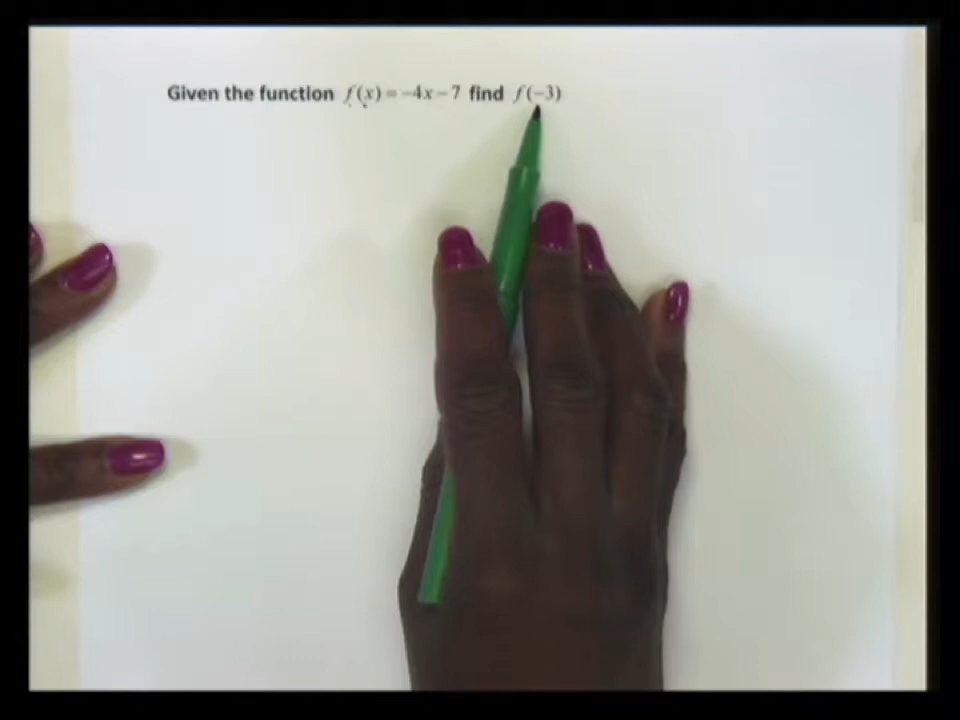 Given the function f(x)=-4x-7 find f(-3)